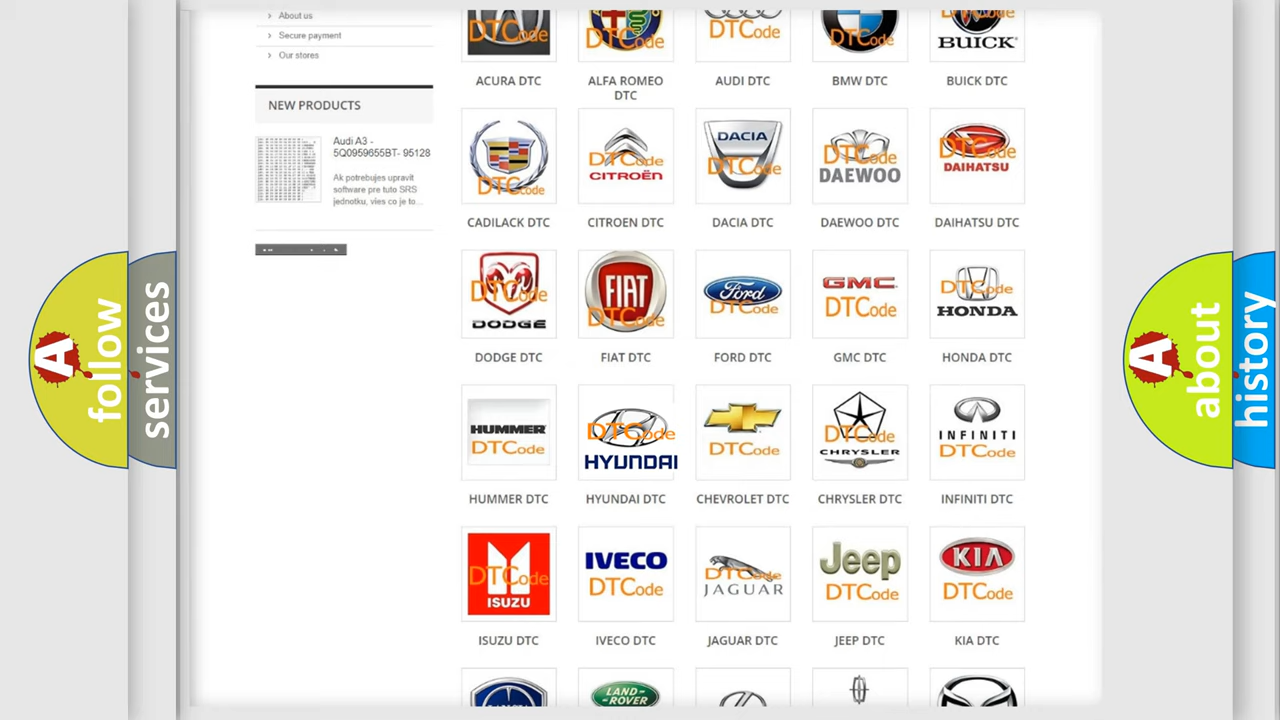 About us
Secure payment
Our stores
NEW PRODUCTS
Audi A3 -
5Q0959655BT- 95128
Ak potrebujes upravit
software pre tuto SRS
jednotku, vies co je to...
DTCode
DTCode
DTCode
DTCode
DTCode
BUICK
ACURA DTC
ALFA ROMEO
DTC
AUDI DTC
BMW DTC
BUICK DTC
DTCode
DTCode
CITROËN
DACIA
DTCode
DTCode
DAEWOO
DTCode
DAIHATSU
CADILACK DTC
CITROEN DTC
DACIA DTC
DAEWOO DTC
DAIHATSU DTC
DTCode
DODGE
FIAT
DTCode
Ford
DTCode
GMC
DTCode
DTCode
HONDA
DODGE DTC
FIAT DTC
FORD DTC
GMC DTC
HONDA DTC
HUMMER
DTCode
DTCode
HYUNDAI
DTCode
DTCode
CHRYSLER
INFINITI
DTCode
HUMMER DTC
HYUNDAI DTC
CHEVROLET DTC
CHRYSLER DTC
INFINITI DTC
DTCode
ISUZU
IVECO
DTCode
DTCode
JAGUAR
Jeep
DTCode
KIA
DTCode
ISUZU DTC
IVECO DTC
JAGUAR DTC
JEEP DTC
KIA DTC
LAND-
ROVER
A
follow
services
A
about
history